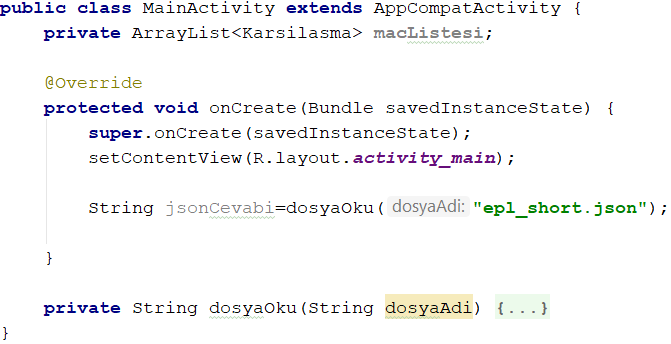 public class MainActivity extends AppCompatActivity {
    private ArrayList<Karsilasma> macListesi;
    @Override
    protected void onCreate(Bundle savedInstanceState) {
        super.onCreate(savedInstanceState);
        setContentView(R.layout.activity_main);
        String jsonCevabi=dosyaOku( dosyaAdi: "epl_short.json");
    }
    private String dosyaOku(String dosyaAdi) {...}
}